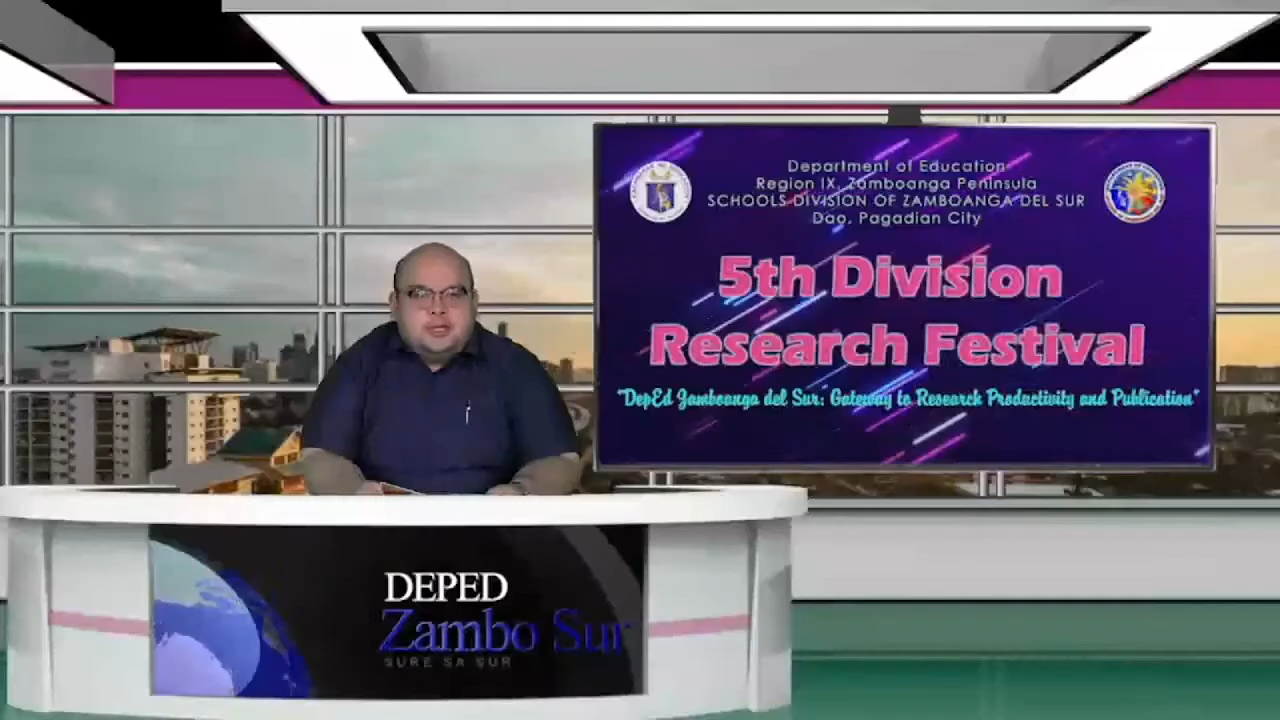 Department of Education
Region IX, Zamboanga Peninsula
SCHOOLS DIVISION OF ZAMBOANGA DEL SUR
Dao, Pagadian City
5th Division
Research Festival
"DepEd Zamboanga del Sur: Gateway to Research Productivity and Publication"
DEPED
Zambo Sur
SURE SA SUR